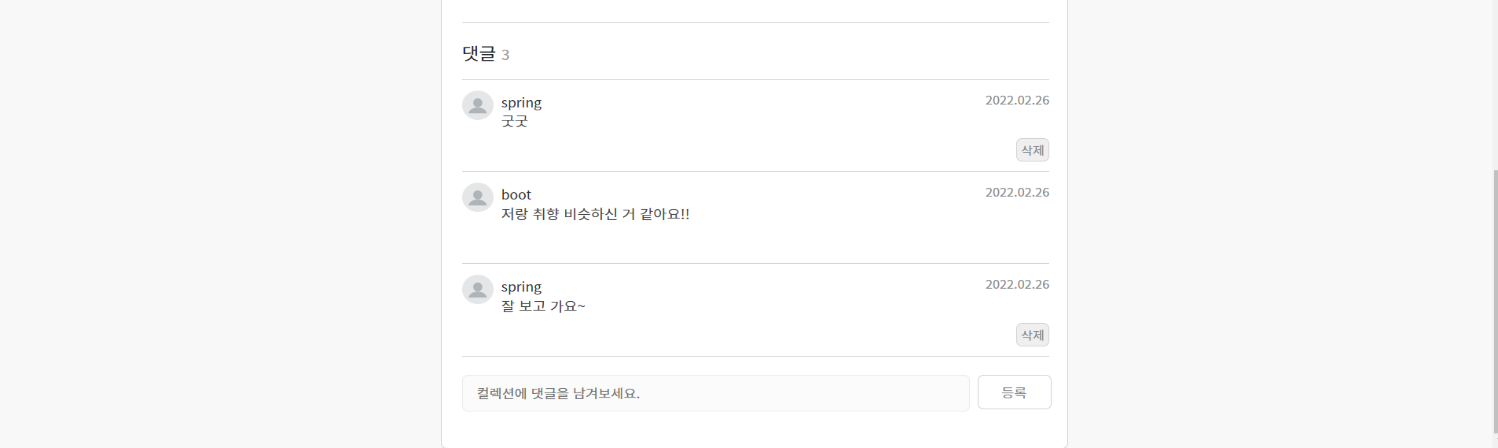 댓글 3
spring 2022.02.26
굿굿
삭제
boot 2022.02.26
저랑 취향 비슷하신 거 같아요!!
spring 2022.02.26
잘 보고 가요~
삭제
컬렉션에 댓글을 남겨보세요. 등록